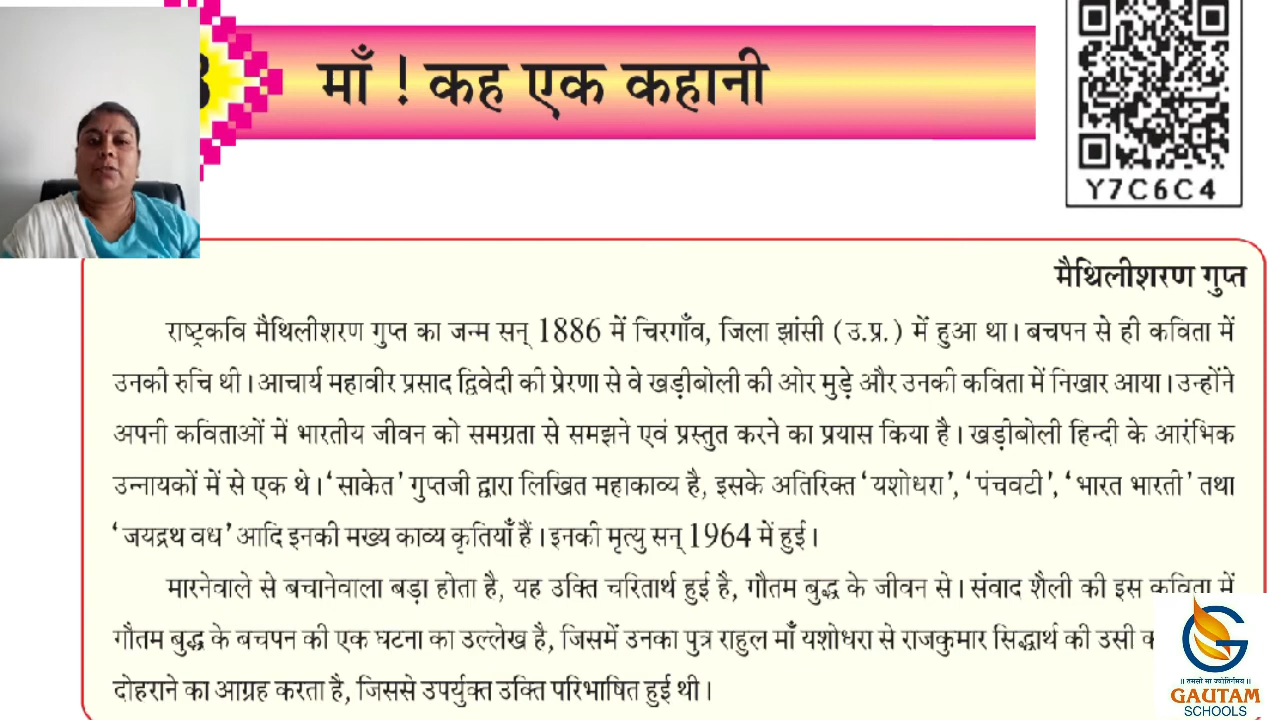 माँ ! कह एक कहानी
Y7C6C4
मैथिलीशरण गुप्त
राष्ट्रकवि मैथिलीशरण गुप्त का जन्म सन् 1886 में चिरगाँव, जिला झांसी (उ.प्र.) में हुआ था। बचपन से ही कविता में
उनकी रुचि थी। आचार्य महावीर प्रसाद द्विवेदी की प्रेरणा से वे खड़ीबोली की ओर मुड़े और उनकी कविता में निखार आया। उन्होंने
अपनी कविताओं में भारतीय जीवन को समग्रता से समझने एवं प्रस्तुत करने का प्रयास किया है। खड़ीबोली हिन्दी के आरंभिक
उन्नायकों में से एक थे। 'साकेत' गुप्तजी द्वारा लिखित महाकाव्य है, इसके अतिरिक्त 'यशोधरा', 'पंचवटी', 'भारत भारती' तथा
'जयद्रथ वध' आदि इनकी मख्य काव्य कृतियाँ हैं। इनकी मृत्यु सन् 1964 में हुई।
मारनेवाले से बचानेवाला बड़ा होता है, यह उक्ति चरितार्थ हुई है, गौतम बुद्ध के जीवन से। संवाद शैली की इस कविता में
गौतम बुद्ध के बचपन की एक घटना का उल्लेख है, जिसमें उनका पुत्र राहुल माँ यशोधरा से राजकुमार सिद्धार्थ की उसी
दोहराने का आग्रह करता है, जिससे उपर्युक्त उक्ति परिभाषित हुई थी।
॥ तमसो मा ज्योतिर्गमय ॥
GAUTAM
SCHOOLS